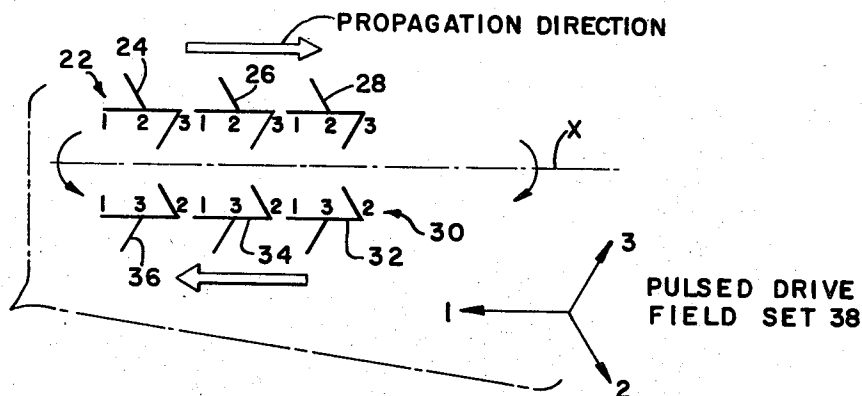 PROPAGATION DIRECTION
22 24 26 28
1 2 3 1 2 3 1 2 3
X
1 3 2 1 3 2 1 3 2
30
36 34 32
3
1
2
PULSED DRIVE
FIELD SET 38